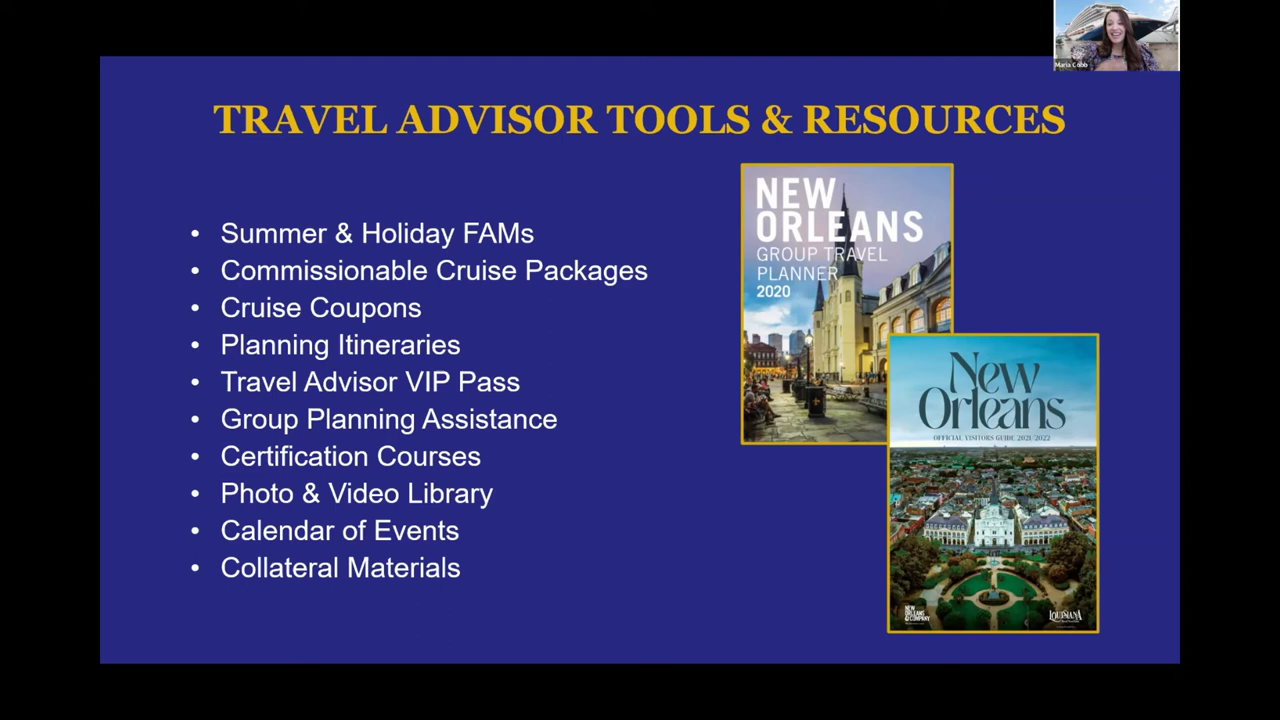 Maria Cobb
TRAVEL ADVISOR TOOLS & RESOURCES
• Summer & Holiday FAMs
• Commissionable Cruise Packages
• Cruise Coupons
• Planning Itineraries
• Travel Advisor VIP Pass
• Group Planning Assistance
• Certification Courses
• Photo & Video Library
• Calendar of Events
• Collateral Materials
NEW
ORLEANS
GROUP TRAVEL
PLANNER
2020
New
Orleans
OFFICIAL VISITORS GUIDE 2021/2022
NEW
ORLEANS
& COMPANY
LOUISIANA